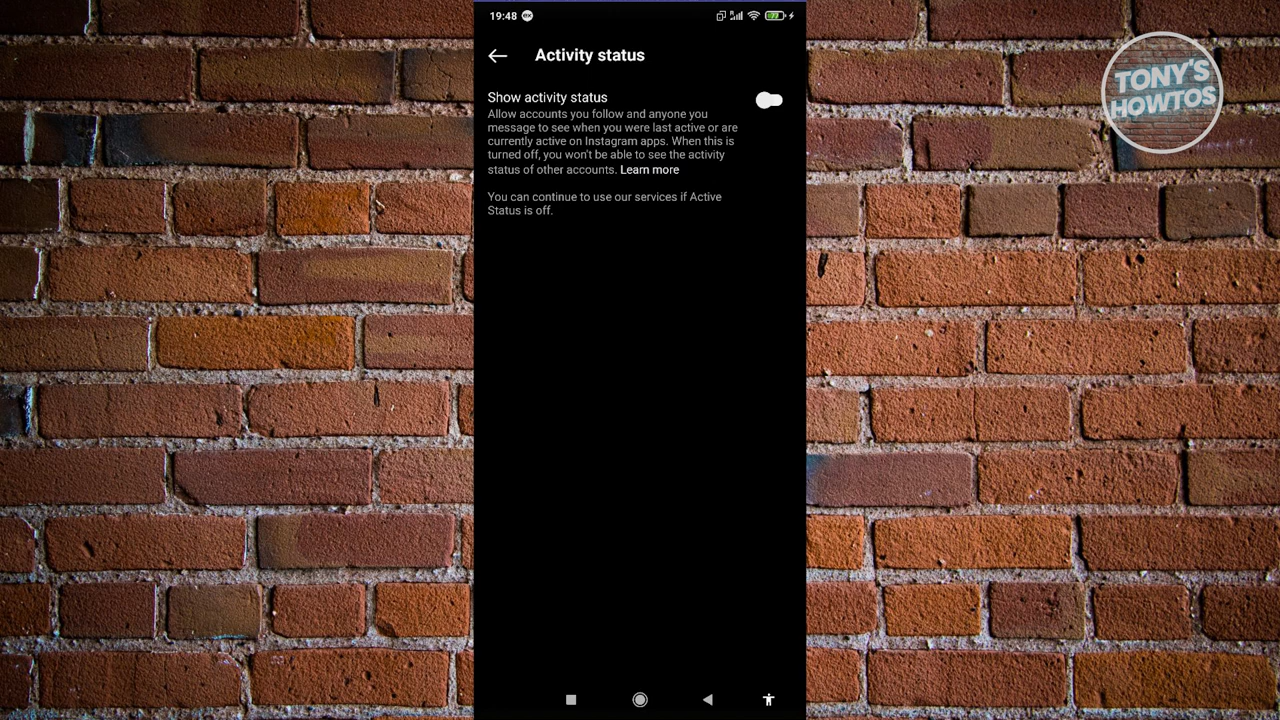 19:48
Activity status
Show activity status
Allow accounts you follow and anyone you
message to see when you were last active or are
currently active on Instagram apps. When this is
turned off, you won't be able to see the activity
status of other accounts. Learn more
You can continue to use our services if Active
Status is off.
TONY'S
HOWTOS